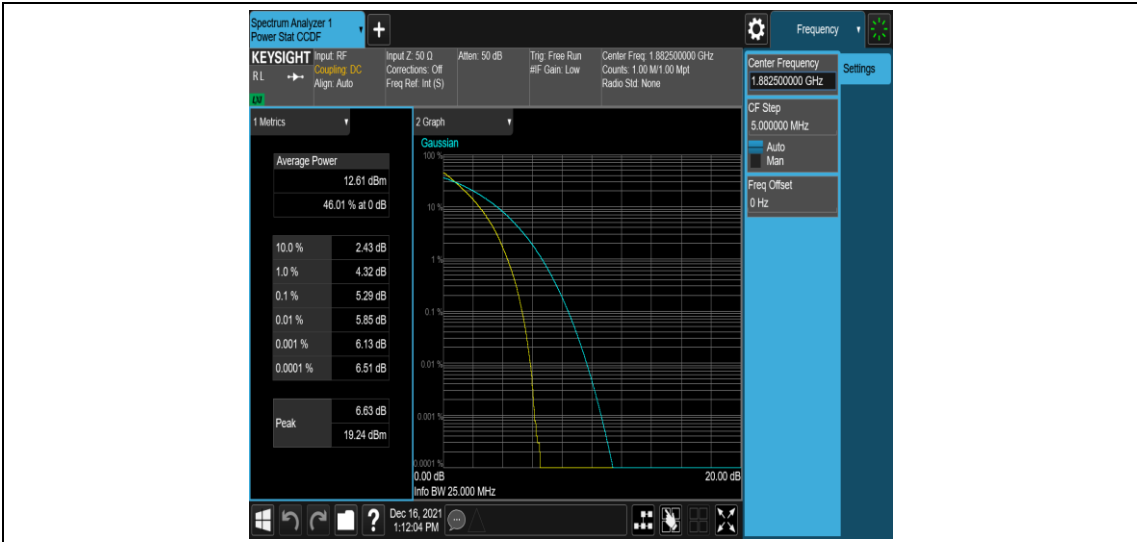 Spectrum Analyzer 1
Power Stat CCDF
+
Frequency
KEYSIGHT
RL
LXI
Input: RF
Coupling: DC
Align: Auto
Input Z: 50 Ω
Corrections: Off
Freq Ref: Int (S)
Atten: 50 dB
Trig: Free Run
#IF Gain: Low
Center Freq: 1.882500000 GHz
Counts: 1.00 M/1.00 Mpt
Radio Std: None
Center Frequency
1.882500000 GHz
Settings
CF Step
5.000000 MHz
Auto
Man
Freq Offset
0 Hz
1 Metrics
Average Power
12.61 dBm
46.01 % at 0 dB
10.0 % 2.43 dB
1.0 % 4.32 dB
0.1 % 5.29 dB
0.01 % 5.85 dB
0.001 % 6.13 dB
0.0001 % 6.51 dB
Peak
6.63 dB
19.24 dBm
2 Graph
Gaussian
100 %
10 %
1 %
0.1 %
0.01 %
0.001 %
0.0001 %
0.00 dB 20.00 dB
Info BW 25.000 MHz
?
Dec 16, 2021
1:12:04 PM